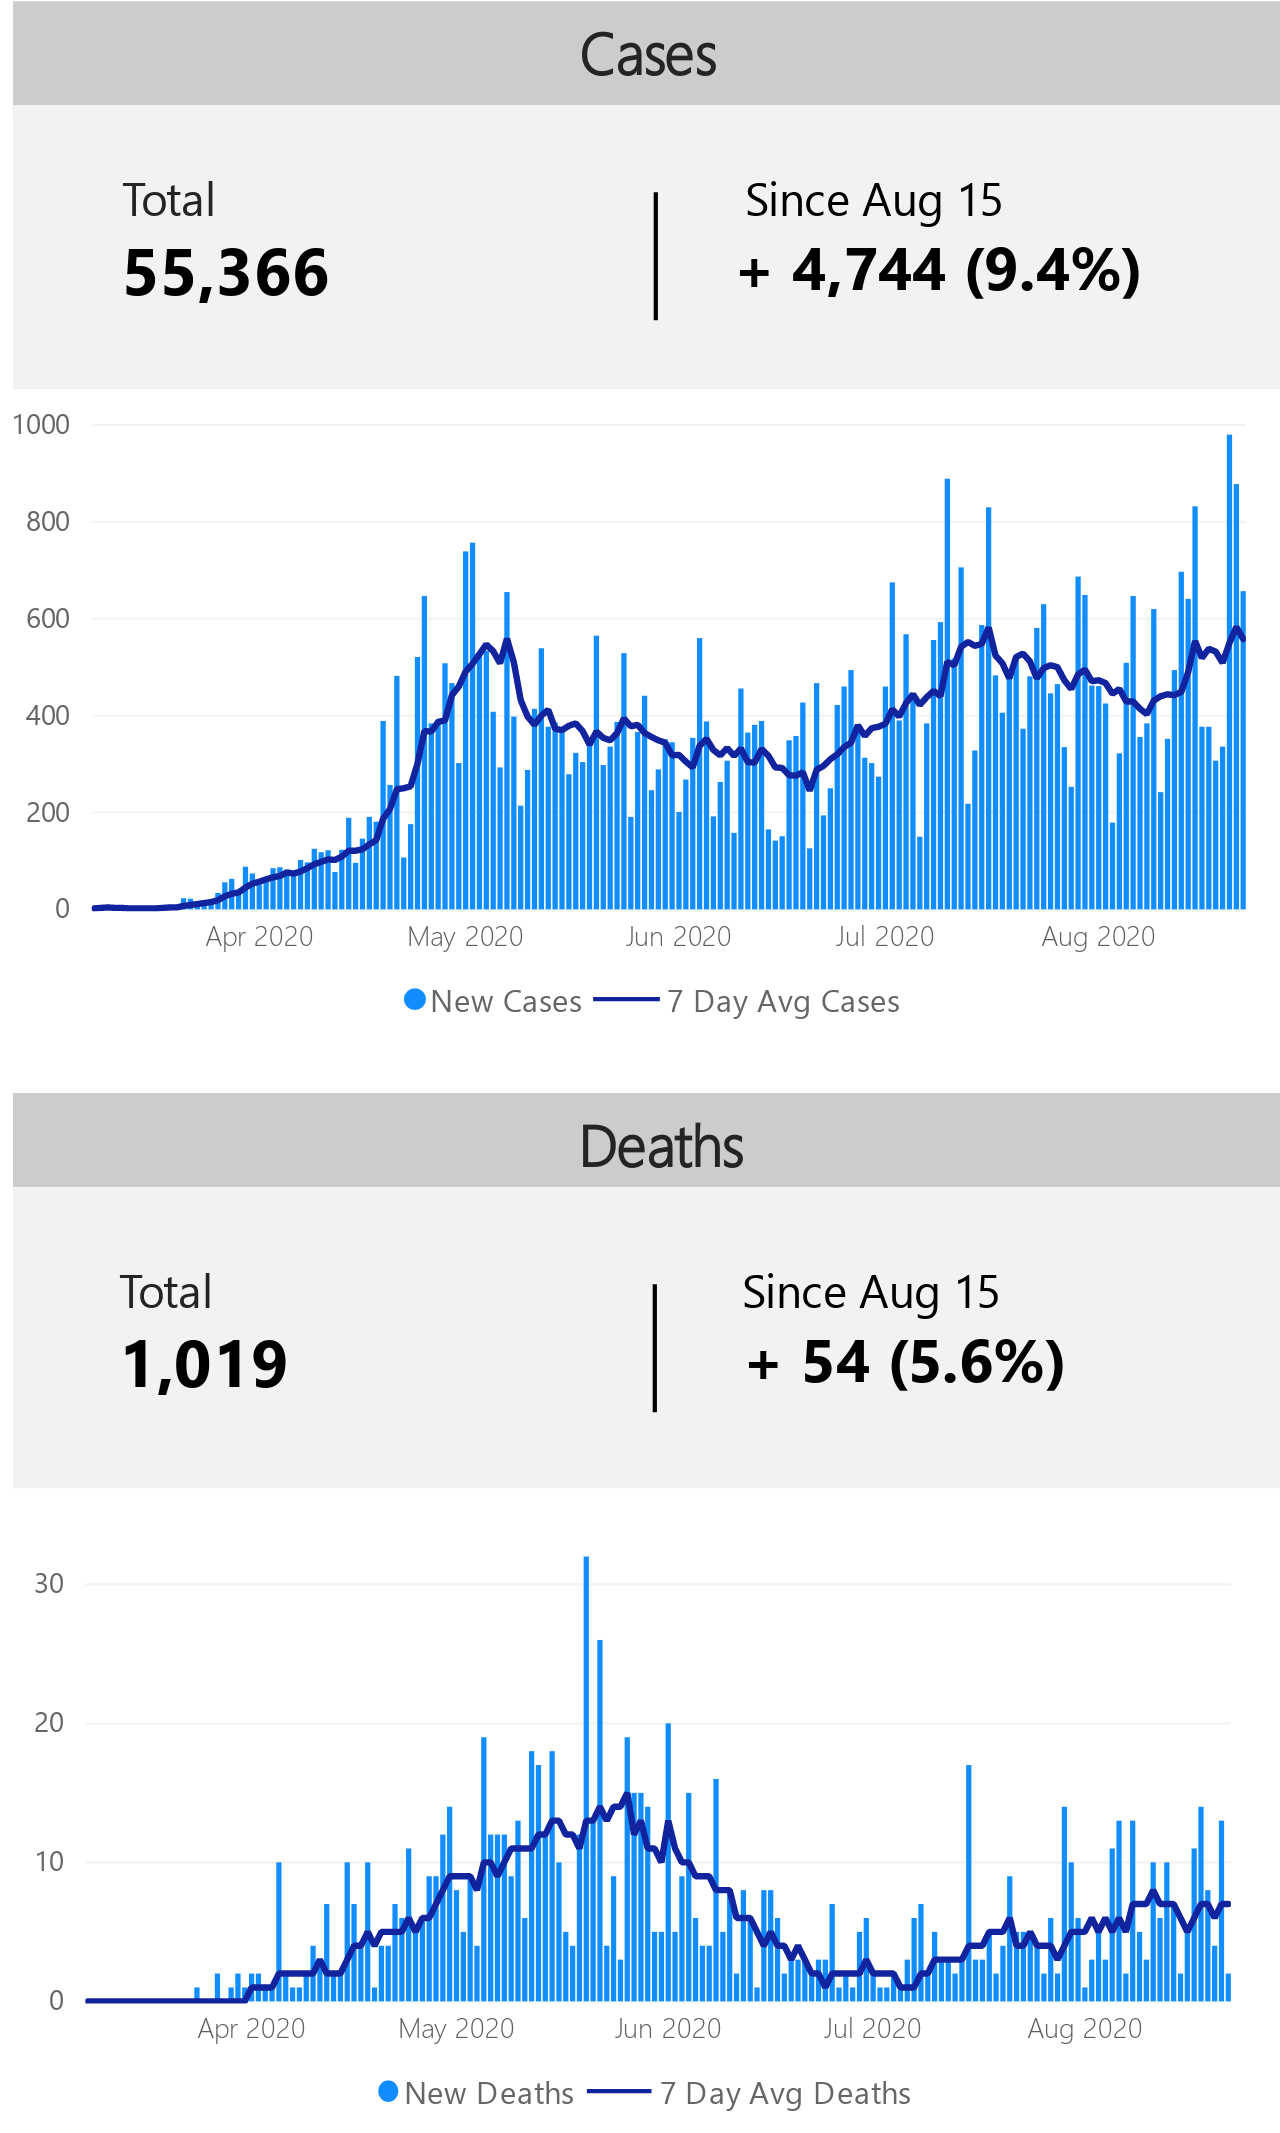 Cases
Total
Since Aug 15
55,366
+ 4,744 (9.4%)
1000
800
600
400
200
0
Apr 2020 May 2020 Jun 2020 Jul 2020 Aug 2020
New Cases 7 Day Avg Cases
Deaths
Total
Since Aug 15
1,019
+ 54 (5.6%)
30
20
10
0
Apr 2020 May 2020 Jun 2020 Jul 2020 Aug 2020
New Deaths 7 Day Avg Deaths